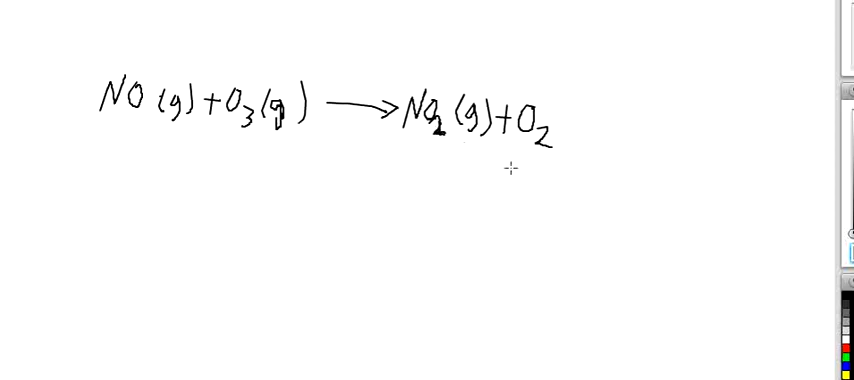 NO (g) + O₃ (g) ⟶ NO₂ (g) + O₂